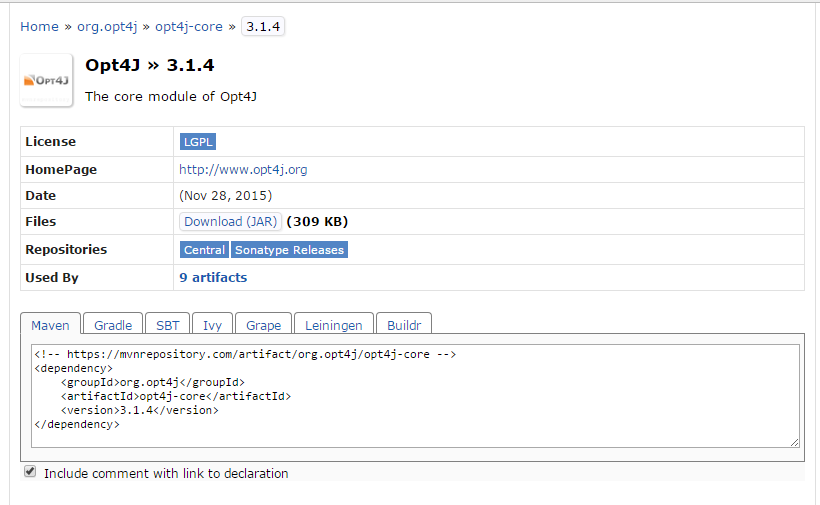 Home » org.opt4j » opt4j-core » 3.1.4
OPT4J
Opt4J » 3.1.4
The core module of Opt4J
License LGPL
HomePage http://www.opt4j.org
Date (Nov 28, 2015)
Files Download (JAR) (309 KB)
Repositories Central Sonatype Releases
Used By 9 artifacts
Maven Gradle SBT Ivy Grape Leiningen Buildr
<!-- https://mvnrepository.com/artifact/org.opt4j/opt4j-core -->
<dependency>
    <groupId>org.opt4j</groupId>
    <artifactId>opt4j-core</artifactId>
    <version>3.1.4</version>
</dependency>
Include comment with link to declaration